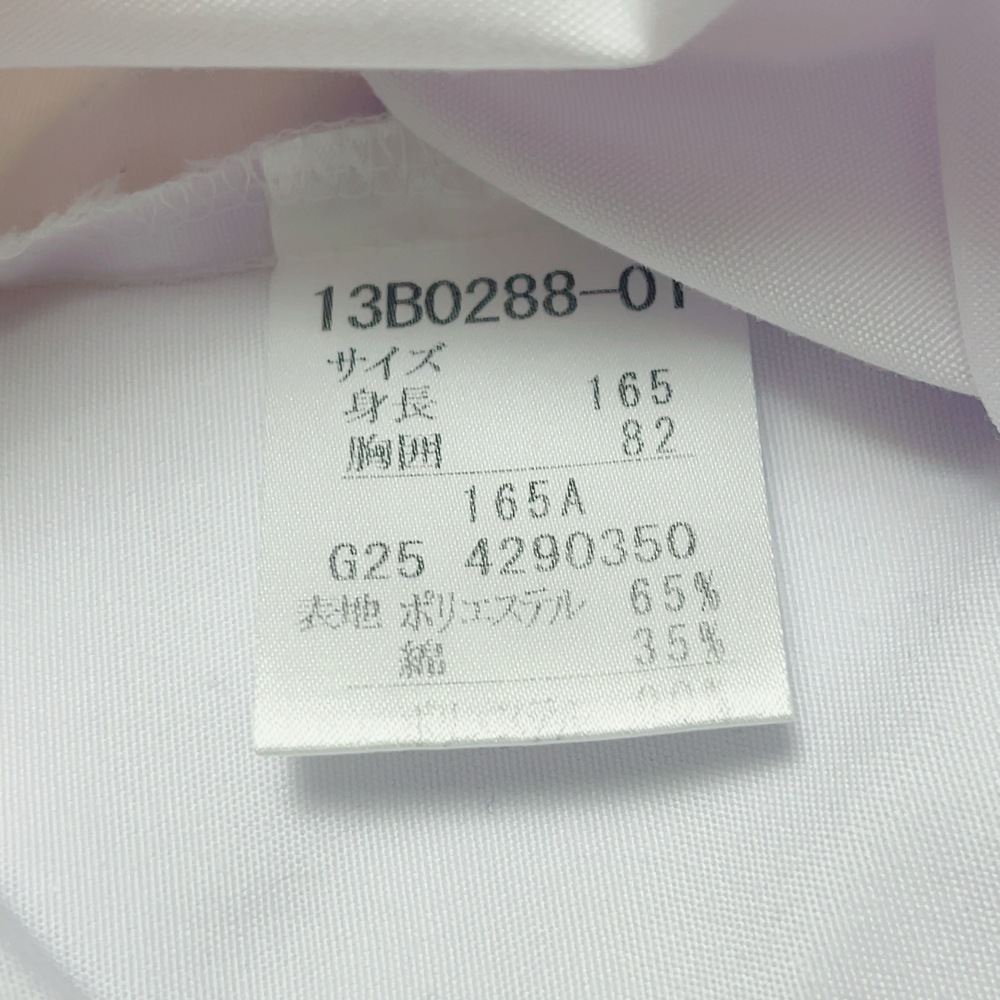 13B0288-01
サイズ
身長 165
胸囲 82
165A
G25 4290350
表地 ポリエステル 65%
綿 35%